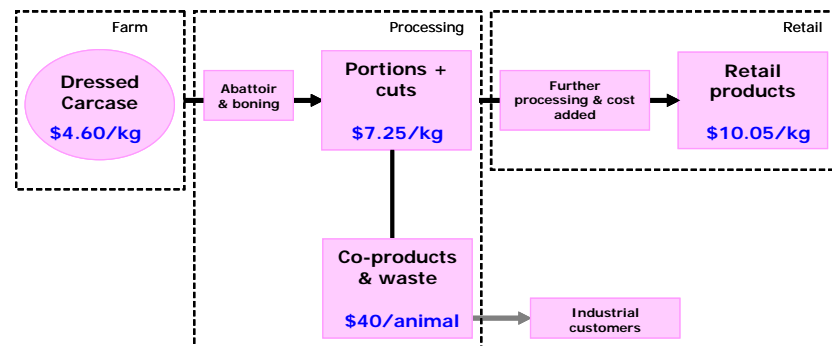 Farm
Processing
Retail
Dressed
Carcase
$4.60/kg
Abattoir
& boning
Portions +
cuts
$7.25/kg
Further
processing & cost
added
Retail
products
$10.05/kg
Co-products
& waste
$40/animal
Industrial
customers